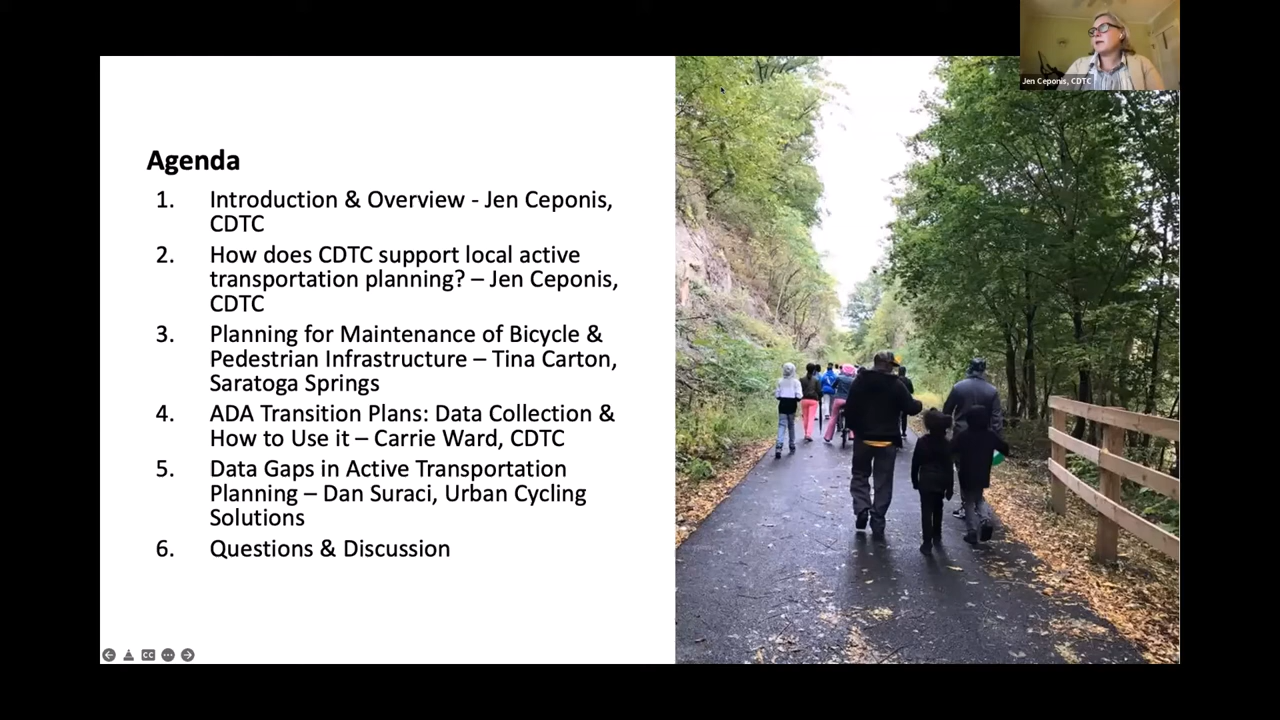 Jen Ceponis, CDTC
Agenda
1. Introduction & Overview - Jen Ceponis,
CDTC
2. How does CDTC support local active
transportation planning? – Jen Ceponis,
CDTC
3. Planning for Maintenance of Bicycle &
Pedestrian Infrastructure – Tina Carton,
Saratoga Springs
4. ADA Transition Plans: Data Collection &
How to Use it – Carrie Ward, CDTC
5. Data Gaps in Active Transportation
Planning – Dan Suraci, Urban Cycling
Solutions
6. Questions & Discussion
CC